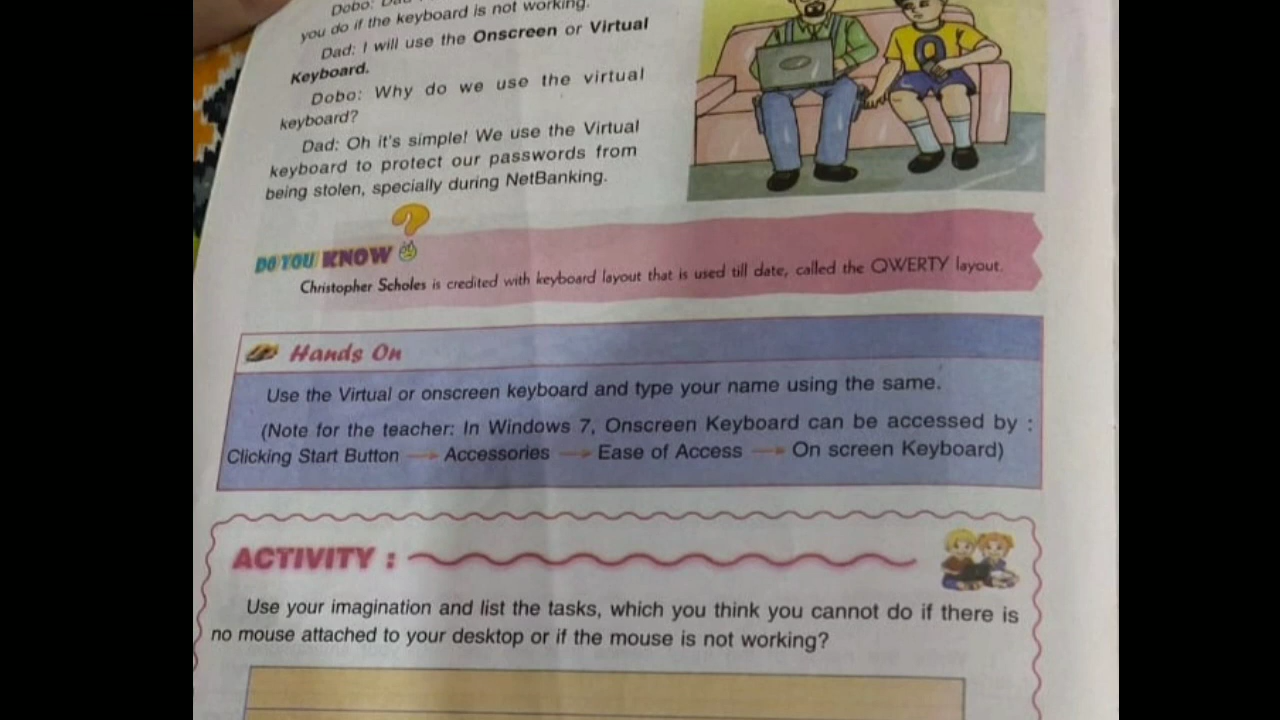 Dobo:
you do if the keyboard is not working.
Dad: I will use the Onscreen or Virtual
Keyboard.
Dobo: Why do we use the virtual
keyboard?
Dad: Oh it's simple! We use the Virtual
keyboard to protect our passwords from
being stolen, specially during NetBanking.
DO YOU KNOW ?
Christopher Scholes is credited with keyboard layout that is used till date, called the QWERTY layout.
Hands On
Use the Virtual or onscreen keyboard and type your name using the same.
(Note for the teacher: In Windows 7, Onscreen Keyboard can be accessed by :
Clicking Start Button → Accessories → Ease of Access → On screen Keyboard)
ACTIVITY :
Use your imagination and list the tasks, which you think you cannot do if there is
no mouse attached to your desktop or if the mouse is not working?